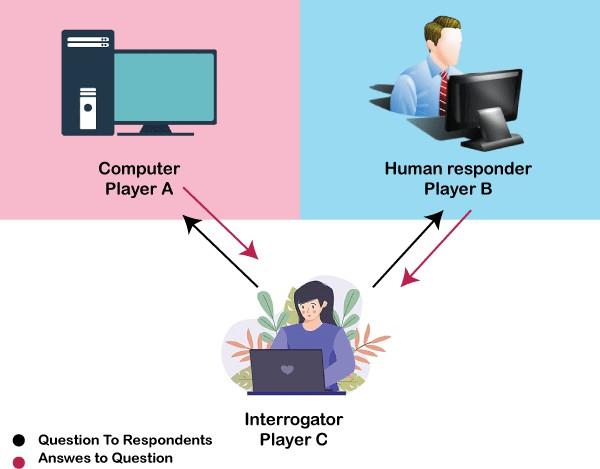 Computer
Player A
Human responder
Player B
Interrogator
Player C
Question To Respondents
Answes to Question